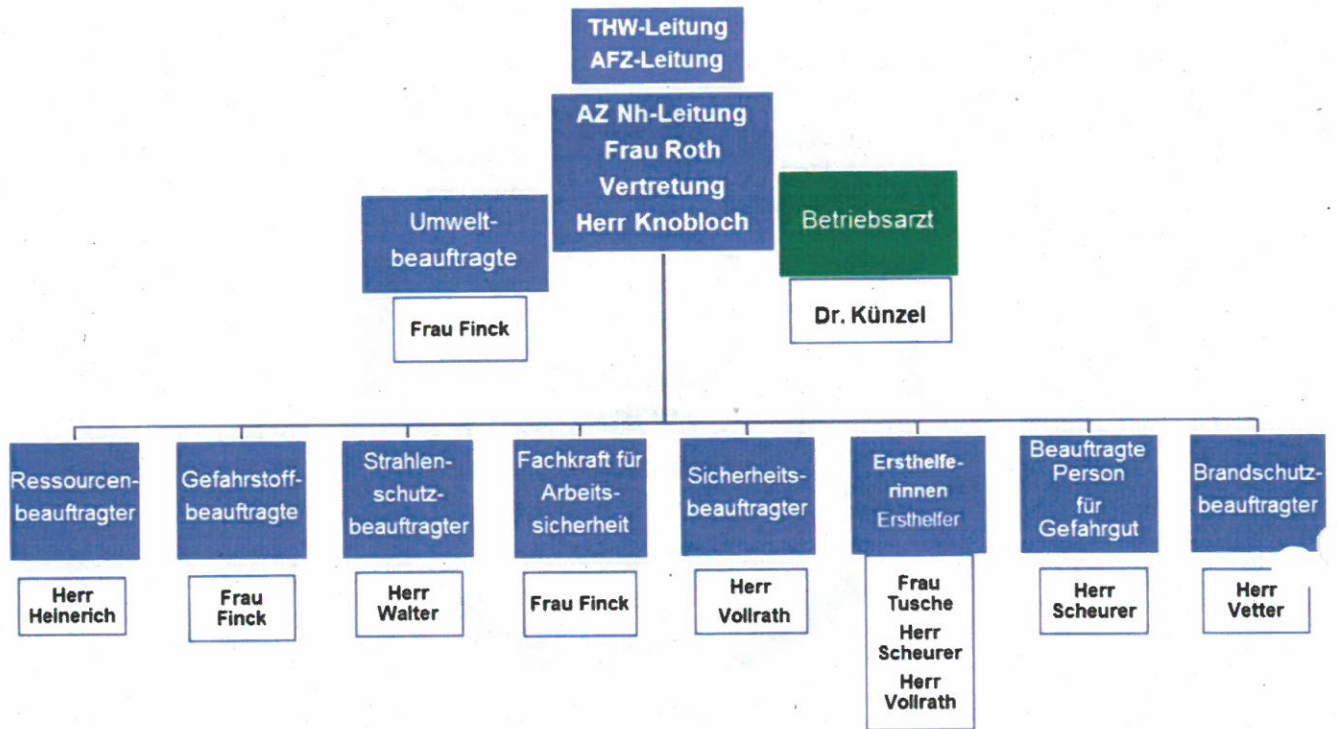 THW-Leitung
AFZ-Leitung
AZ Nh-Leitung
Frau Roth
Vertretung
Herr Knobloch
Umwelt-
beauftragte
Frau Finck
Betriebsarzt
Dr. Künzel
Ressourcen-
beauftragter
Herr
Heinerich
Gefahrstoff-
beauftragte
Frau
Finck
Strahlen-
schutz-
beauftragter
Herr
Walter
Fachkraft für
Arbeits-
sicherheit
Frau Finck
Sicherheits-
beauftragter
Herr
Vollrath
Ersthelfe-
rinnen
Ersthelfer
Frau
Tusche
Herr
Scheurer
Herr
Vollrath
Beauftragte
Person
für
Gefahrgut
Herr
Scheurer
Brandschutz-
beauftragter
Herr
Vetter